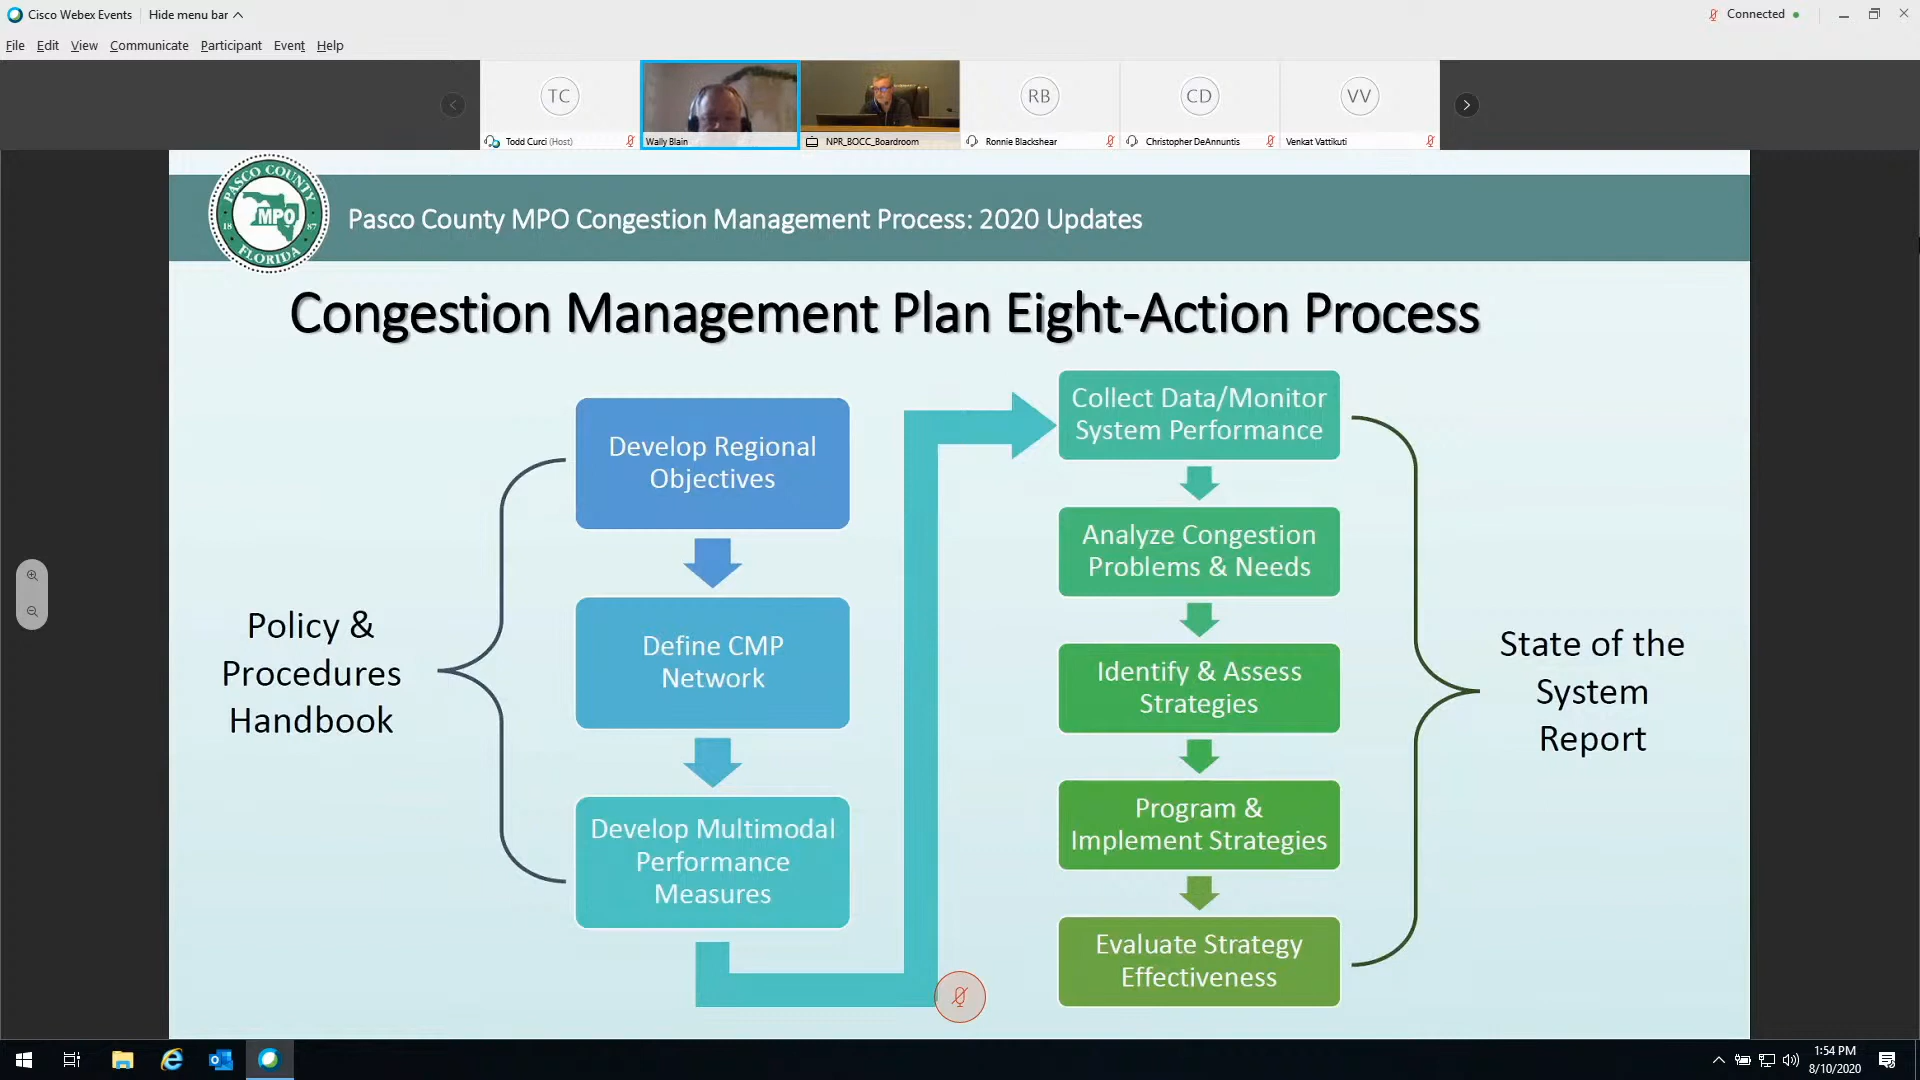 Cisco Webex Events
Hide menu bar
Connected
File Edit View Communicate Participant Event Help
TC
RB
CD
VV
Todd Curci (Host)
Wally Blain
NPR_BOCC_Boardroom
Ronnie Blackshear
Christopher DeAnnuntis
Venkat Vattikuti
PASCO COUNTY
MPO
18 87
FLORIDA
Pasco County MPO Congestion Management Process: 2020 Updates
Congestion Management Plan Eight-Action Process
Policy &
Procedures
Handbook
Develop Regional
Objectives
Define CMP
Network
Develop Multimodal
Performance
Measures
Collect Data/Monitor
System Performance
Analyze Congestion
Problems & Needs
Identify & Assess
Strategies
Program &
Implement Strategies
Evaluate Strategy
Effectiveness
State of the
System
Report
1:54 PM
8/10/2020